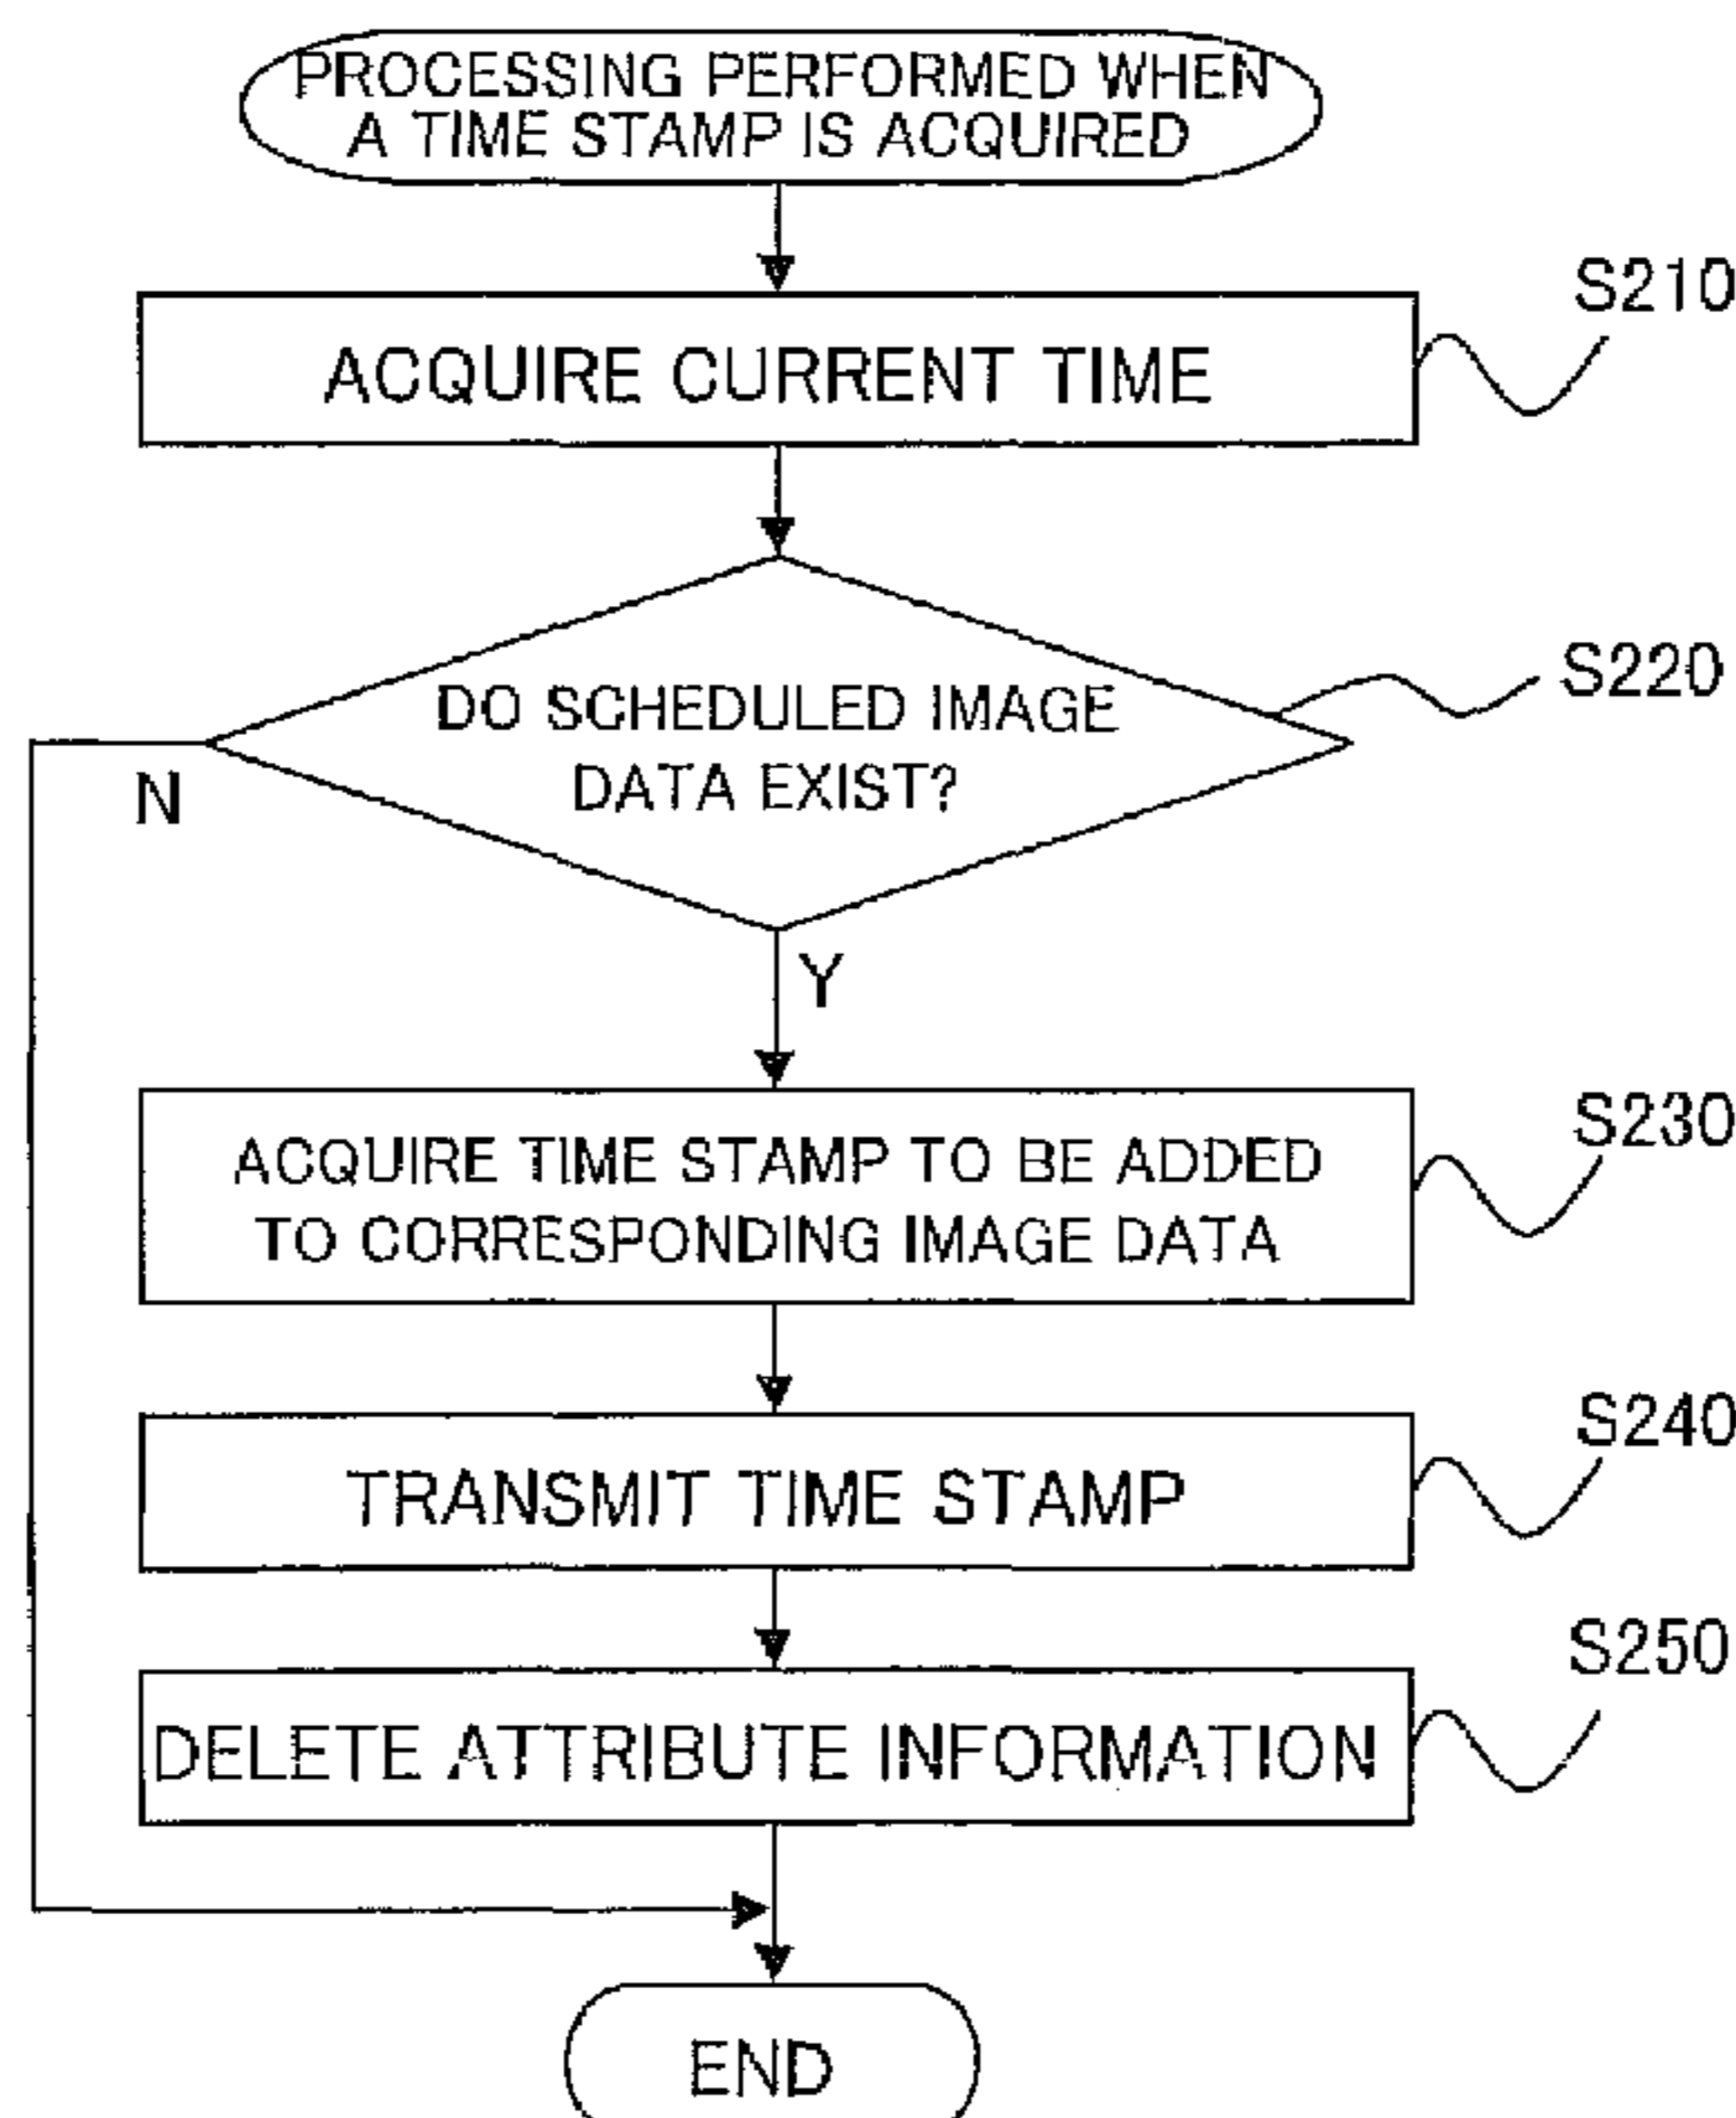 PROCESSING PERFORMED WHEN
A TIME STAMP IS ACQUIRED
S210
ACQUIRE CURRENT TIME
S220
DO SCHEDULED IMAGE
DATA EXIST?
N
Y
S230
ACQUIRE TIME STAMP TO BE ADDED
TO CORRESPONDING IMAGE DATA
S240
TRANSMIT TIME STAMP
S250
DELETE ATTRIBUTE INFORMATION
END